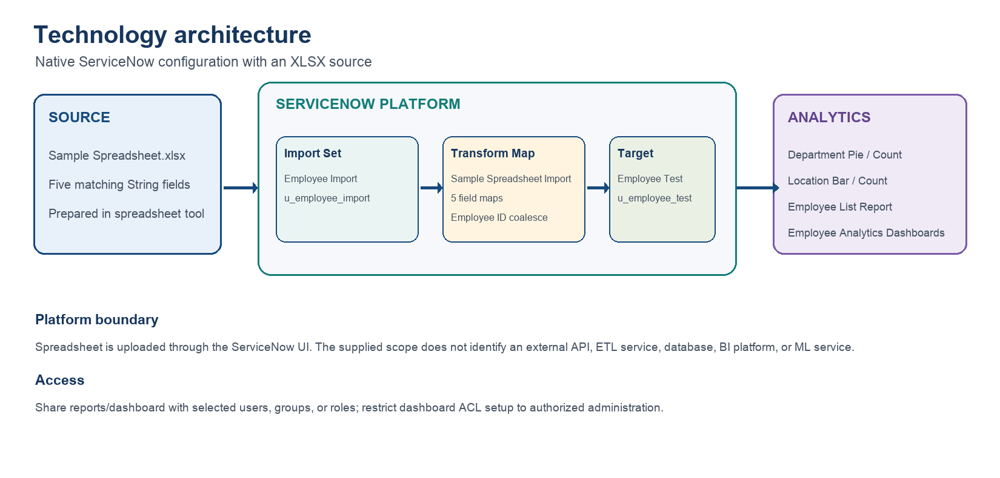 Technology architecture
Native ServiceNow configuration with an XLSX source
SOURCE
Sample Spreadsheet.xlsx
Five matching String fields
Prepared in spreadsheet tool
SERVICENOW PLATFORM
Import Set
Employee Import
u_employee_import
Transform Map
Sample Spreadsheet Import
5 field maps
Employee ID coalesce
Target
Employee Test
u_employee_test
ANALYTICS
Department Pie / Count
Location Bar / Count
Employee List Report
Employee Analytics Dashboards
Platform boundary
Spreadsheet is uploaded through the ServiceNow UI. The supplied scope does not identify an external API, ETL service, database, BI platform, or ML service.
Access
Share reports/dashboard with selected users, groups, or roles; restrict dashboard ACL setup to authorized administration.